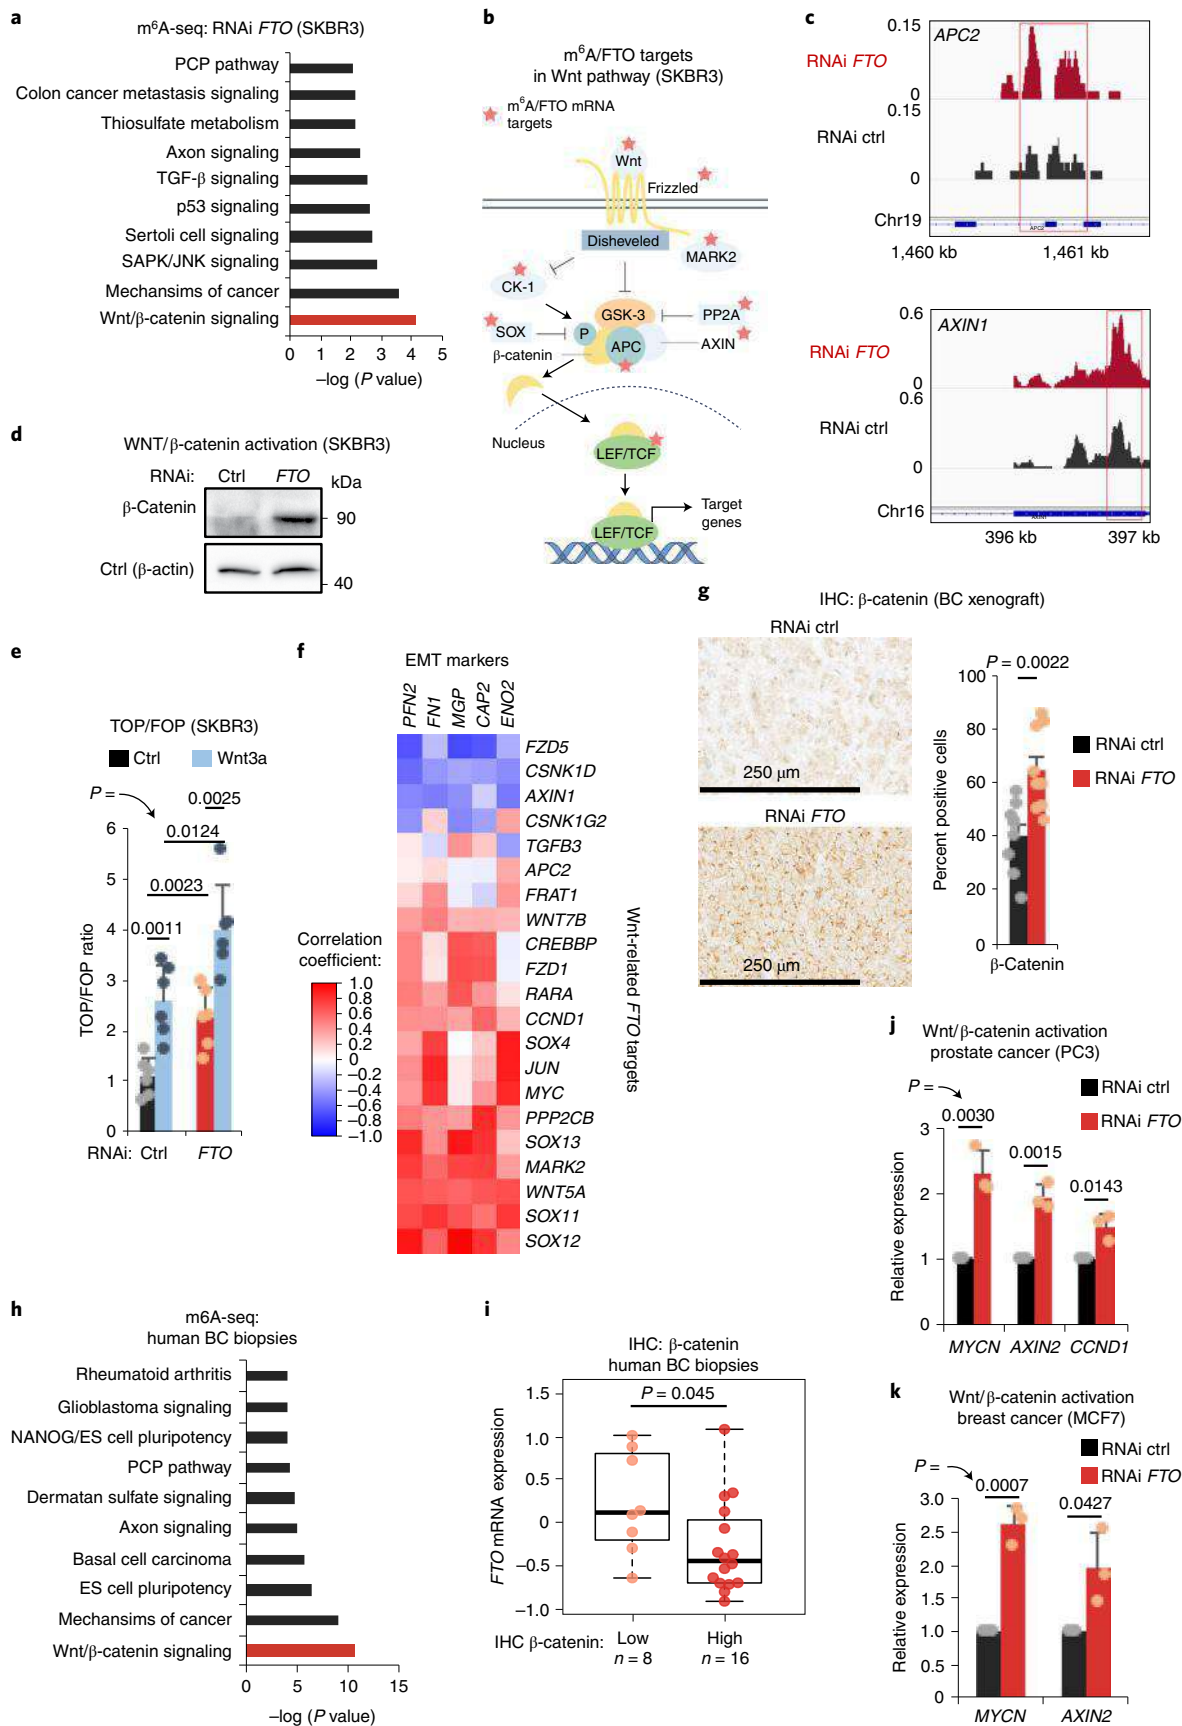 a
m⁶A-seq: RNAi FTO (SKBR3)
PCP pathway
Colon cancer metastasis signaling
Thiosulfate metabolism
Axon signaling
TGF-β signaling
p53 signaling
Sertoli cell signaling
SAPK/JNK signaling
Mechansims of cancer
Wnt/β-catenin signaling
0 1 2 3 4 5
–log (P value)
b
m⁶A/FTO targets
in Wnt pathway (SKBR3)
m⁶A/FTO mRNA
targets
Wnt
Frizzled
Disheveled
MARK2
CK-1
GSK-3
PP2A
SOX
P
APC
AXIN
β-catenin
Nucleus
LEF/TCF
LEF/TCF
Target
genes
c
0.15
APC2
RNAi FTO
0
0.15
RNAi ctrl
0
Chr19
APC2
1,460 kb 1,461 kb
0.6
AXIN1
RNAi FTO
0
0.6
RNAi ctrl
0
Chr16
AXIN1
396 kb 397 kb
d
WNT/β-catenin activation (SKBR3)
RNAi: Ctrl FTO
kDa
β-Catenin
90
Ctrl (β-actin)
40
e
TOP/FOP (SKBR3)
Ctrl Wnt3a
P =
0.0025
0.0124
0.0023
0.0011
TOP/FOP ratio
6
5
4
3
2
1
0
RNAi: Ctrl FTO
f
EMT markers
PFN2 FN1 MGP CAP2 ENO2
FZD5
CSNK1D
AXIN1
CSNK1G2
TGFB3
APC2
FRAT1
WNT7B
CREBBP
FZD1
RARA
CCND1
SOX4
JUN
MYC
PPP2CB
SOX13
MARK2
WNT5A
SOX11
SOX12
Wnt-related FTO targets
Correlation
coefficient:
1.0
0.8
0.6
0.4
0.2
0
–0.2
–0.4
–0.6
–0.8
–1.0
g
IHC: β-catenin (BC xenograft)
RNAi ctrl
250 μm
RNAi FTO
250 μm
P = 0.0022
Percent positive cells
100
80
60
40
20
0
β-Catenin
RNAi ctrl
RNAi FTO
h
m6A-seq:
human BC biopsies
Rheumatoid arthritis
Glioblastoma signaling
NANOG/ES cell pluripotency
PCP pathway
Dermatan sulfate signaling
Axon signaling
Basal cell carcinoma
ES cell pluripotency
Mechansims of cancer
Wnt/β-catenin signaling
0 5 10 15
–log (P value)
i
IHC: β-catenin
human BC biopsies
P = 0.045
FTO mRNA expression
1.5
1.0
0.5
0
–0.5
–1.0
IHC β-catenin: Low High
n = 8 n = 16
j
Wnt/β-catenin activation
prostate cancer (PC3)
P =
RNAi ctrl
RNAi FTO
0.0030
0.0015
0.0143
Relative expression
3
2
1
0
MYCN AXIN2 CCND1
k
Wnt/β-catenin activation
breast cancer (MCF7)
RNAi ctrl
RNAi FTO
P =
0.0007
0.0427
Relative expression
3.0
2.5
2.0
1.5
1.0
0.5
0
MYCN AXIN2